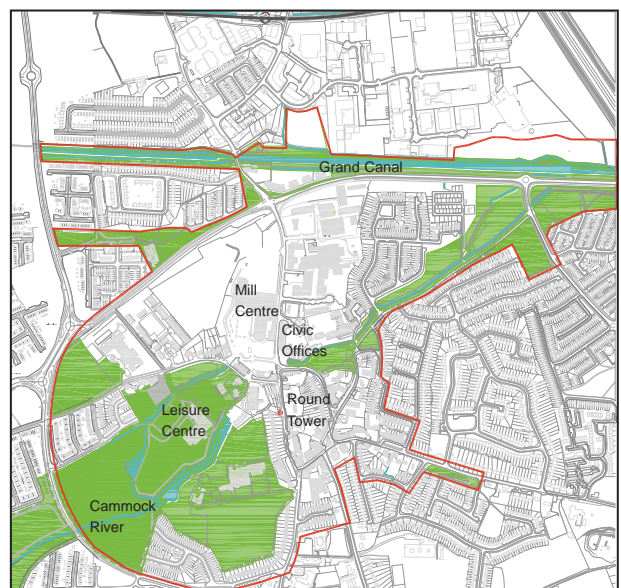 Grand Canal
Mill
Centre
Civic
Offices
Round
Tower
Leisure
Centre
Cammock
River